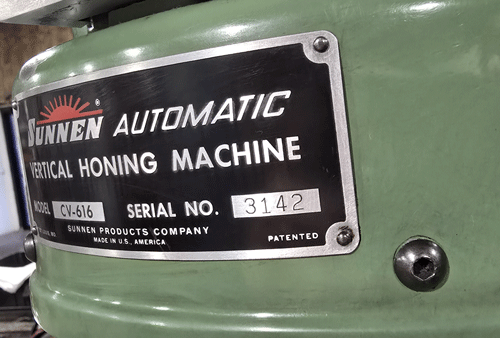 SUNNEN® AUTOMATIC
VERTICAL HONING MACHINE
MODEL CV-616 SERIAL NO. 3142
SUNNEN PRODUCTS COMPANY
MADE IN U.S. AMERICA PATENTED